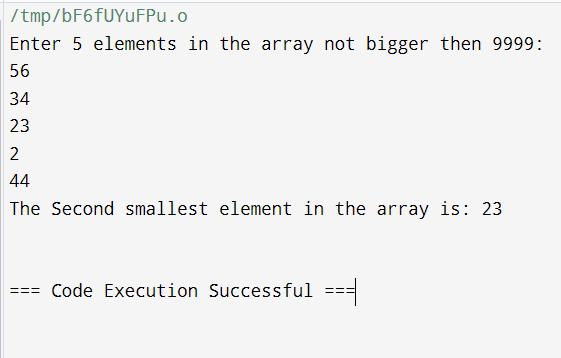 /tmp/bF6fUYuFPu.o
Enter 5 elements in the array not bigger then 9999:
56
34
23
2
44
The Second smallest element in the array is: 23
=== Code Execution Successful ===